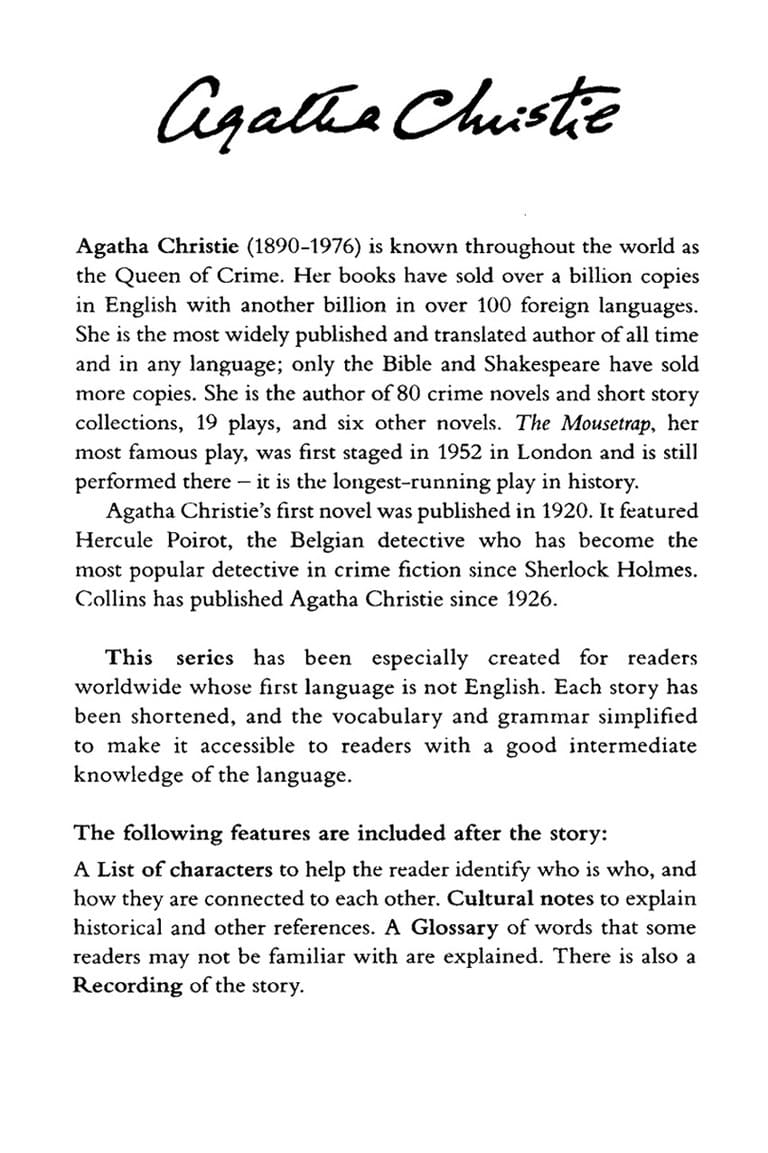 Agatha Christie
Agatha Christie (1890–1976) is known throughout the world as
the Queen of Crime. Her books have sold over a billion copies
in English with another billion in over 100 foreign languages.
She is the most widely published and translated author of all time
and in any language; only the Bible and Shakespeare have sold
more copies. She is the author of 80 crime novels and short story
collections, 19 plays, and six other novels. The Mousetrap, her
most famous play, was first staged in 1952 in London and is still
performed there – it is the longest-running play in history.
Agatha Christie's first novel was published in 1920. It featured
Hercule Poirot, the Belgian detective who has become the
most popular detective in crime fiction since Sherlock Holmes.
Collins has published Agatha Christie since 1926.
This series has been especially created for readers
worldwide whose first language is not English. Each story has
been shortened, and the vocabulary and grammar simplified
to make it accessible to readers with a good intermediate
knowledge of the language.
The following features are included after the story:
A List of characters to help the reader identify who is who, and
how they are connected to each other. Cultural notes to explain
historical and other references. A Glossary of words that some
readers may not be familiar with are explained. There is also a
Recording of the story.